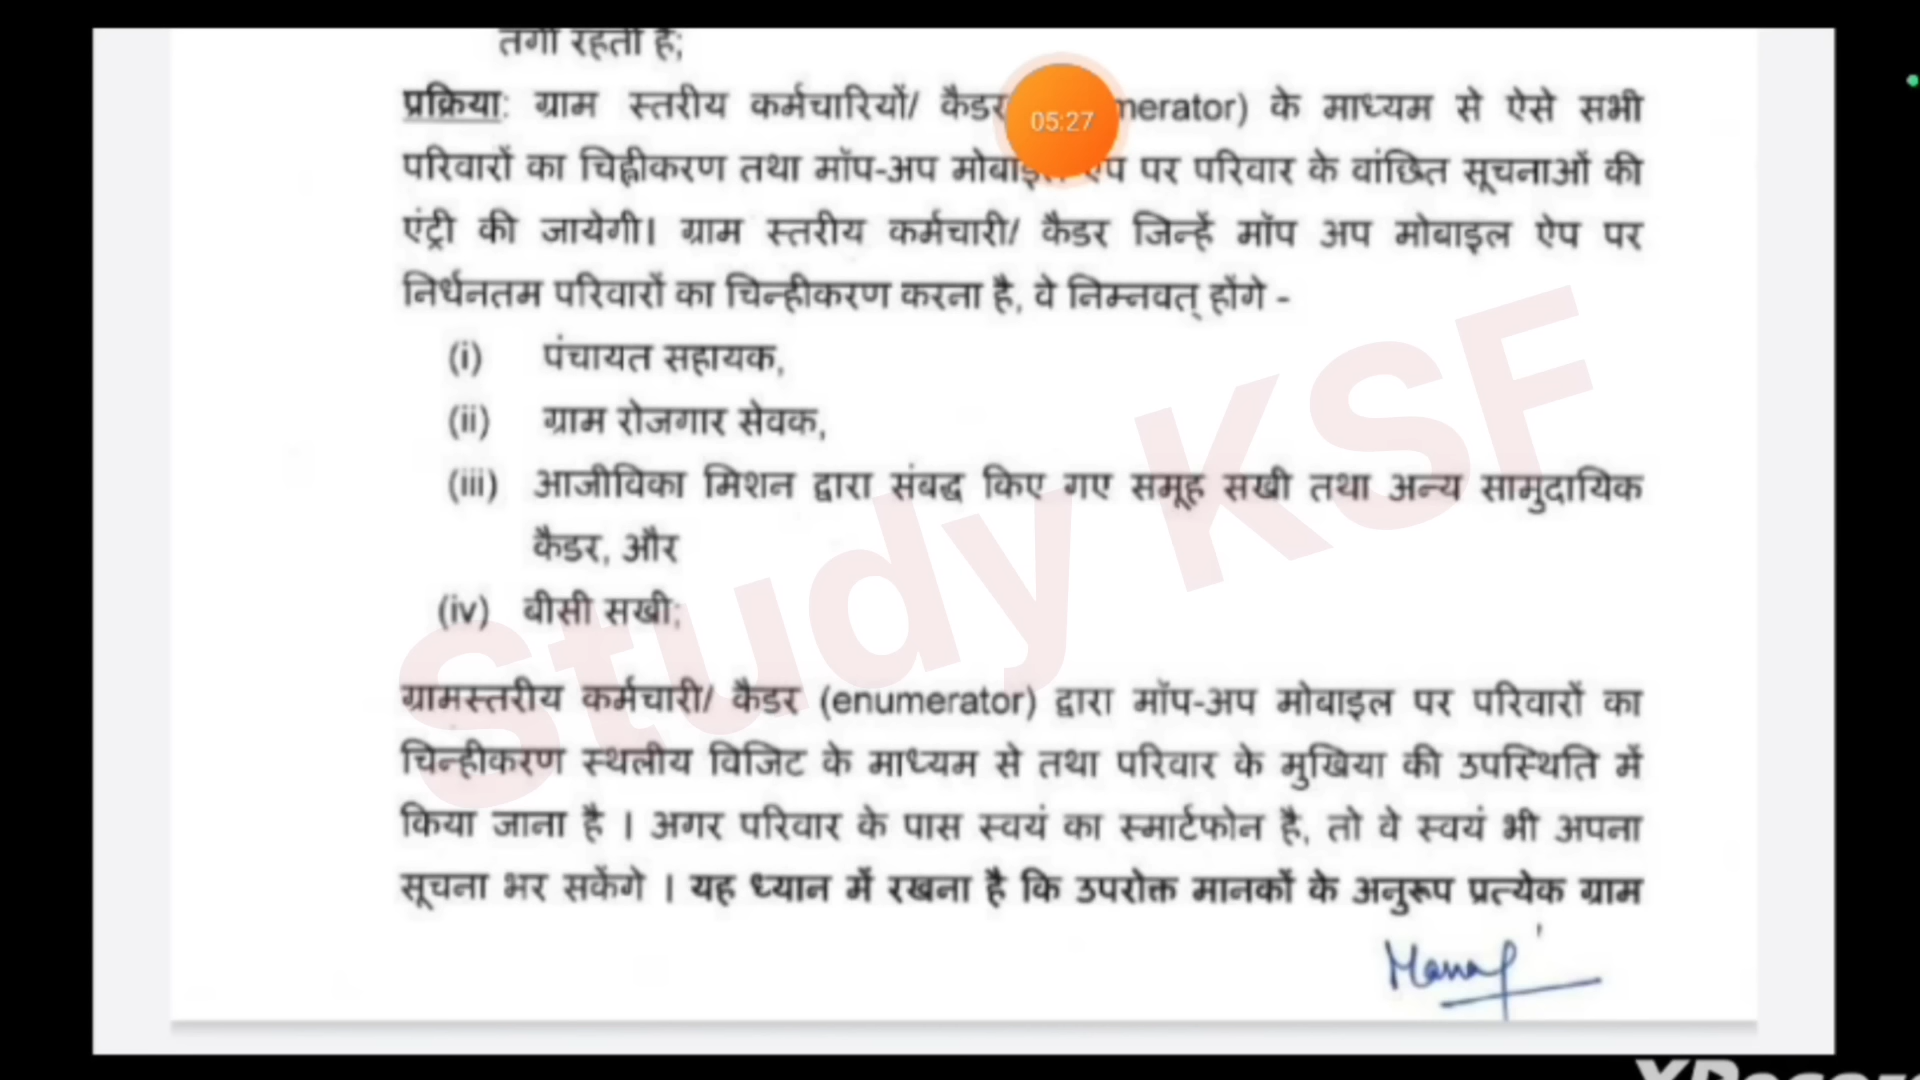 तंगी रहती है;
05:27
प्रक्रिया: ग्राम स्तरीय कर्मचारियों/ कैडर merator) के माध्यम से ऐसे सभी
परिवारों का चिह्नीकरण तथा मॉप-अप मोबाइल ऐप पर परिवार के वांछित सूचनाओं की
एंट्री की जायेगी। ग्राम स्तरीय कर्मचारी/ कैडर जिन्हें मॉप अप मोबाइल ऐप पर
निर्धनतम परिवारों का चिन्हीकरण करना है, वे निम्नवत् होंगे -
(i) पंचायत सहायक,
(ii) ग्राम रोजगार सेवक,
(iii) आजीविका मिशन द्वारा संबद्ध किए गए समूह सखी तथा अन्य सामुदायिक
कैडर, और
(iv) बीसी सखी;
Study KSF
ग्रामस्तरीय कर्मचारी/ कैडर (enumerator) द्वारा मॉप-अप मोबाइल पर परिवारों का
चिन्हीकरण स्थलीय विजिट के माध्यम से तथा परिवार के मुखिया की उपस्थिति में
किया जाना है । अगर परिवार के पास स्वयं का स्मार्टफोन है, तो वे स्वयं भी अपना
सूचना भर सकेंगे । यह ध्यान में रखना है कि उपरोक्त मानकों के अनुरूप प्रत्येक ग्राम